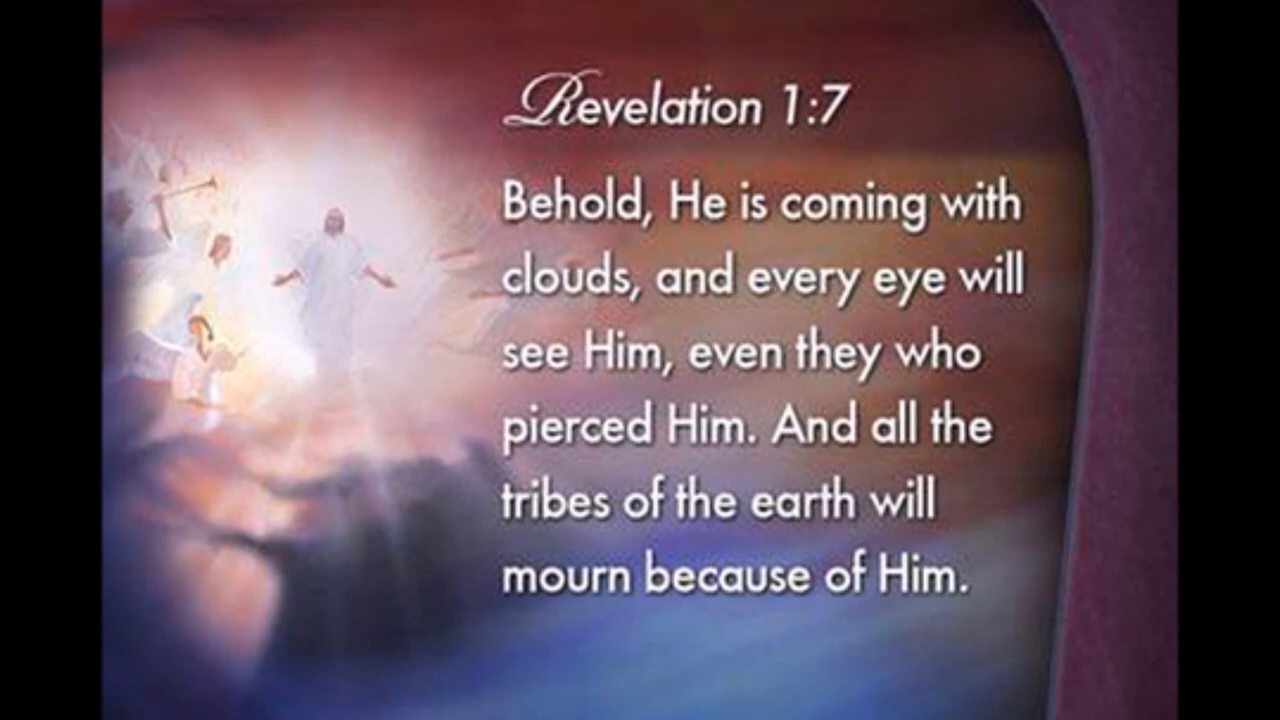 Revelation 1:7
Behold, He is coming with
clouds, and every eye will
see Him, even they who
pierced Him. And all the
tribes of the earth will
mourn because of Him.